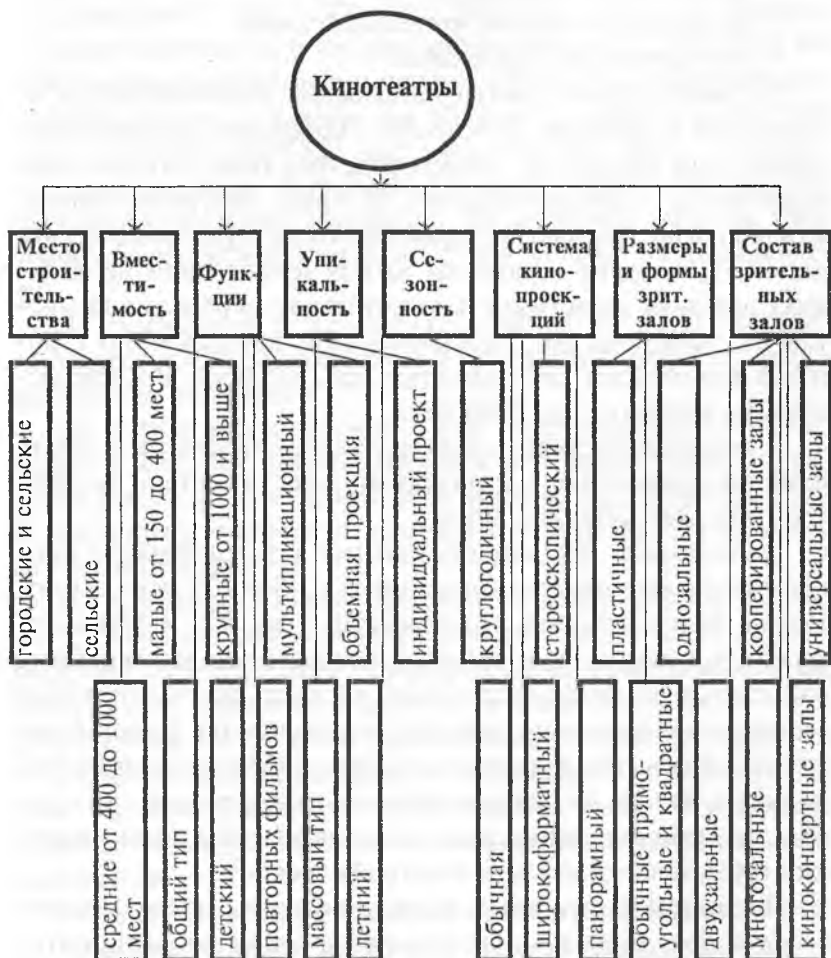 Кинотеатры
Место
строи-
тель-
ства
Вмес-
ти-
мость
Функ-
ции
Уни-
каль-
ность
Се-
зон-
ность
Система
кино-
проек-
ций
Размеры
и формы
зрит.
залов
Состав
зритель-
ных
залов
городские и сельские
сельские
малые от 150 до 400 мест
крупные от 1000 и выше
мультипликационный
объемная проекция
индинидуальный проект
круглогодичный
стереоскопический
пластичные
однозальные
кооперированные залы
универсальные залы
средние от 400 до 1000
мест
общий тип
детский
повторных фильмов
массовый тип
летний
обычная
широкоформатный
панорамный
обычные прямо-
угольные и квадратные
двухзальные
многозальные
киноконцертные залы